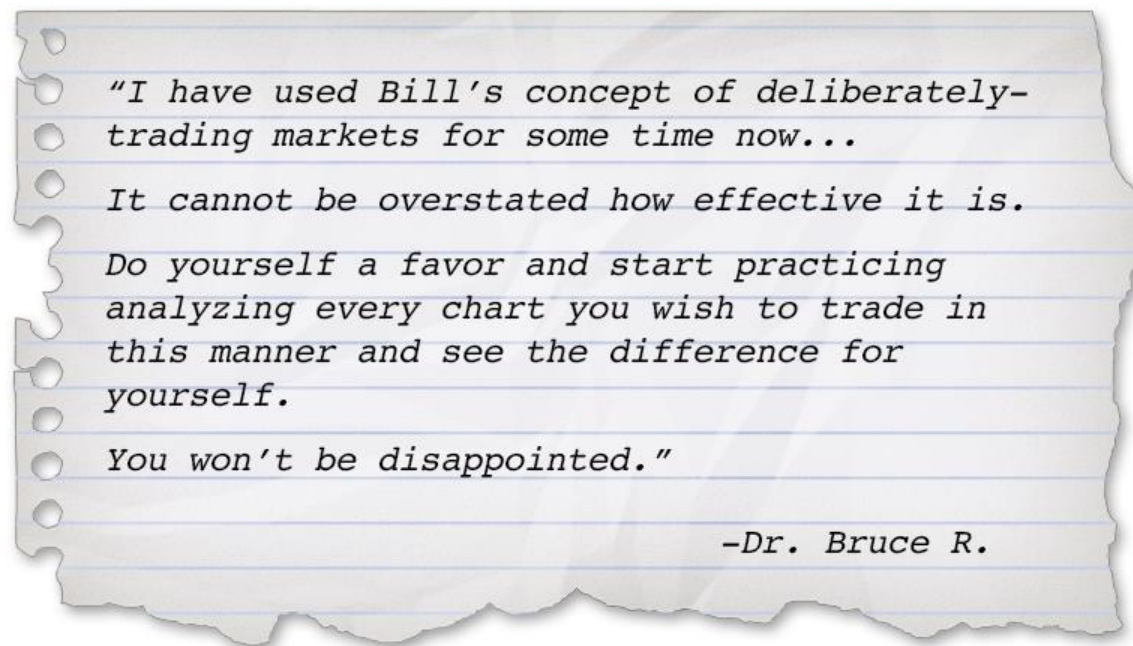 “I have used Bill’s concept of deliberately-
trading markets for some time now...
It cannot be overstated how effective it is.
Do yourself a favor and start practicing
analyzing every chart you wish to trade in
this manner and see the difference for
yourself.
You won’t be disappointed.”
-Dr. Bruce R.